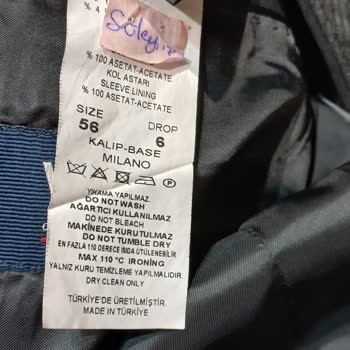 % 4
Süleyman
% 100 ASETAT-ACETATE
KOL ASTARI
SLEEVE LINING
% 100 ASETAT-ACETATE
SIZE DROP
56 6
KALIP-BASE
MILANO
YIKAMA YAPILMAZ
DO NOT WASH
AĞARTICI KULLANILMAZ
DO NOT BLEACH
MAKİNEDE KURUTULMAZ
DO NOT TUMBLE DRY
EN FAZLA 110 DERECE ISIDA ÜTÜLENEBİLİR
MAX 110 °C IRONING
YALNIZ KURU TEMİZLEME YAPILMALIDIR
DRY CLEAN ONLY
TÜRKİYE'DE ÜRETİLMİŞTİR.
MADE IN TÜRKİYE